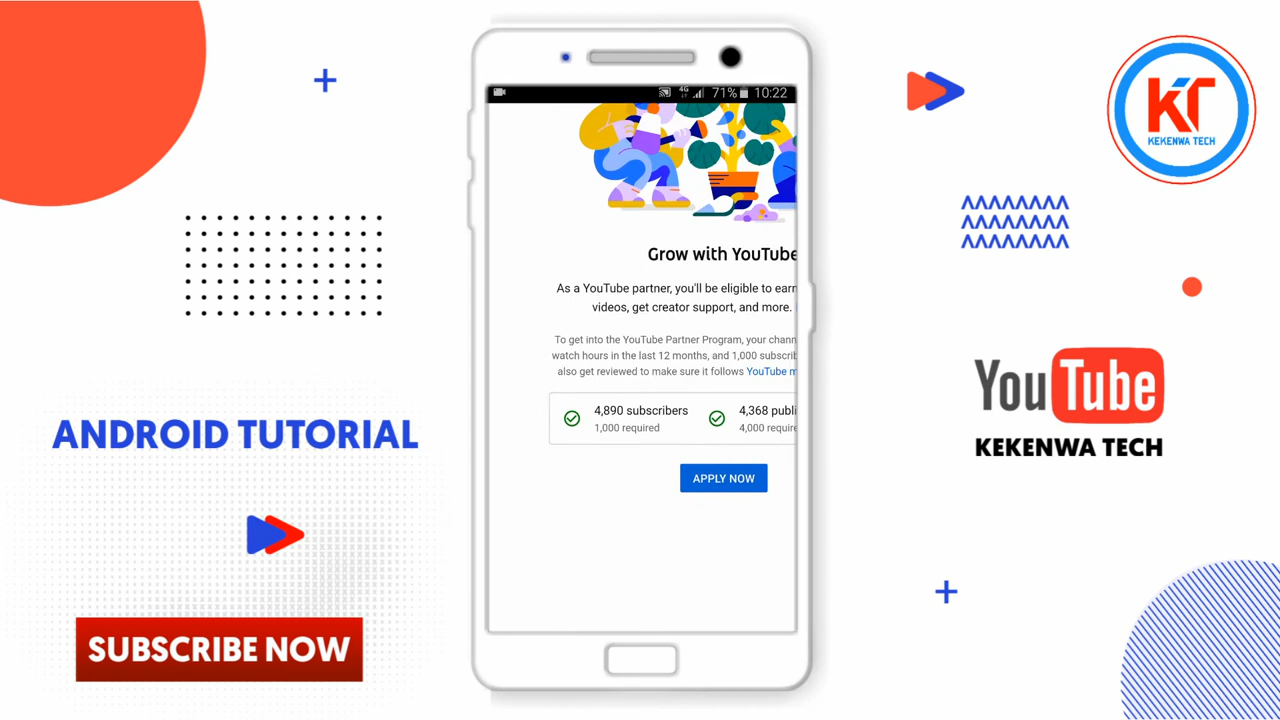 4G 71% 10:22
KT
KEKENWA TECH
Grow with YouTube
As a YouTube partner, you'll be eligible to earn
videos, get creator support, and more.
To get into the YouTube Partner Program, your
watch hours in the last 12 months, and 1,000
also get reviewed to make sure it follows YouTube
4,890 subscribers
1,000 required
4,368
4,000
APPLY NOW
ANDROID TUTORIAL
SUBSCRIBE NOW
YouTube
KEKENWA TECH